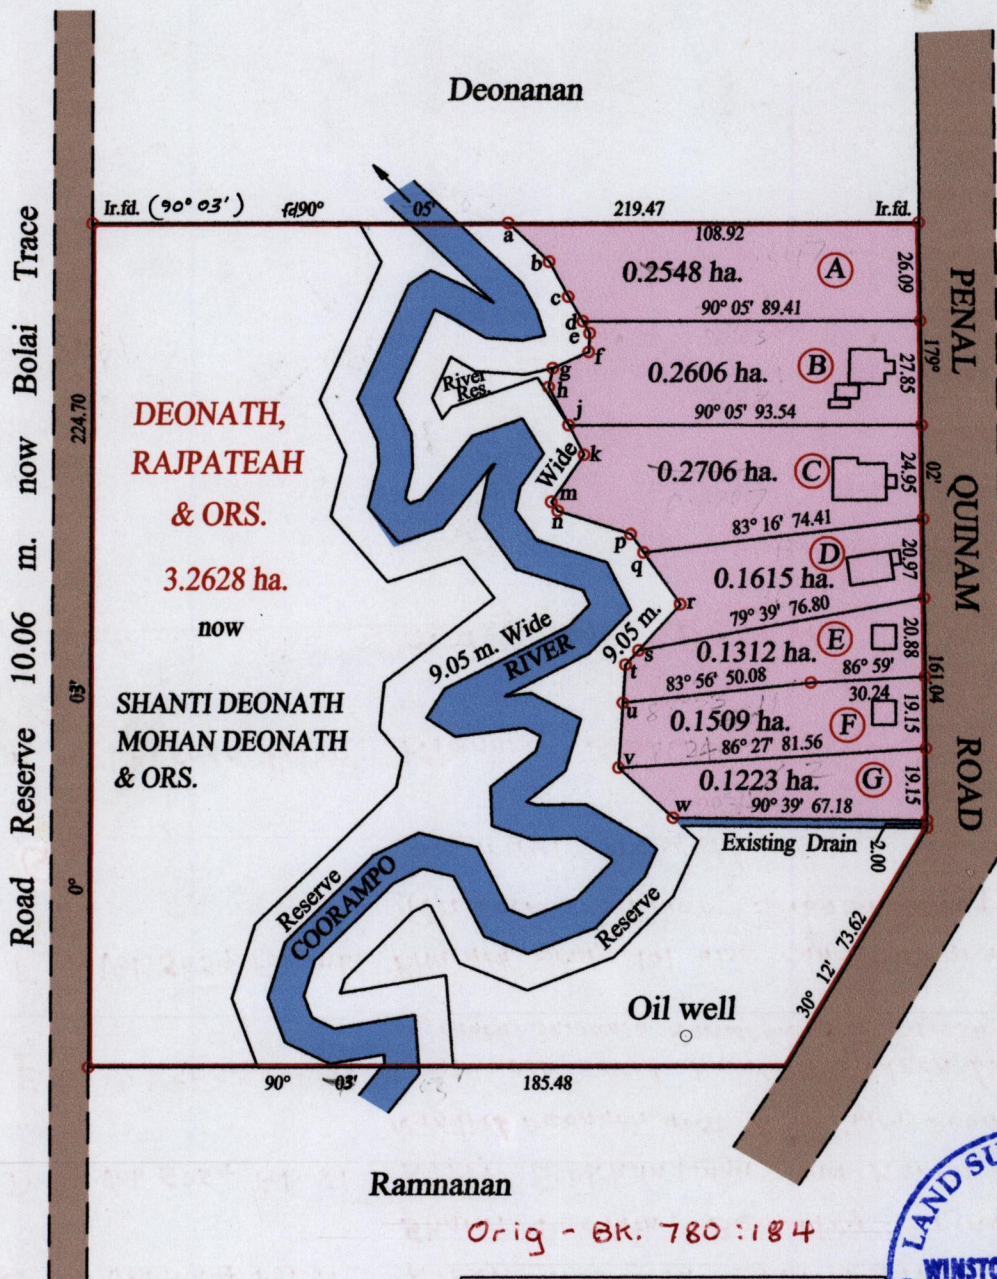 Deonanan
Ir.fd. (90° 03') fd90° 05' 219.47 Ir.fd.
a
108.92
b
0.2548 ha. A
26.09
c
d
90° 05' 89.41
e
f
PENAL QUINAM ROAD
179° 02' 161.04
g
h
River
Res.
0.2606 ha. B
27.85
j
90° 05' 93.54
k
Wide
0.2706 ha. C
24.95
m
n
p
83° 16' 74.41
q
0.1615 ha. D
20.97
r
79° 39' 76.80
9.05 m.
s
t
0.1312 ha. E
20.88
83° 56' 50.08
86° 59'
30.24
u
0.1509 ha. F
19.15
v
86° 27' 81.56
0.1223 ha. G
19.15
w
90° 39' 67.18
Existing Drain
2.00
30° 12' 73.62
Road Reserve 10.06 m. now Bolai Trace
224.70
03'
0°
DEONATH,
RAJPATEAH
& ORS.
3.2628 ha.
now
SHANTI DEONATH
MOHAN DEONATH
& ORS.
9.05 m. Wide
RIVER
Reserve
COORAMPO
Reserve
Oil well
90° 03' 185.48
Ramnanan
Orig - BK. 780:184
LAND SU
WINSTO